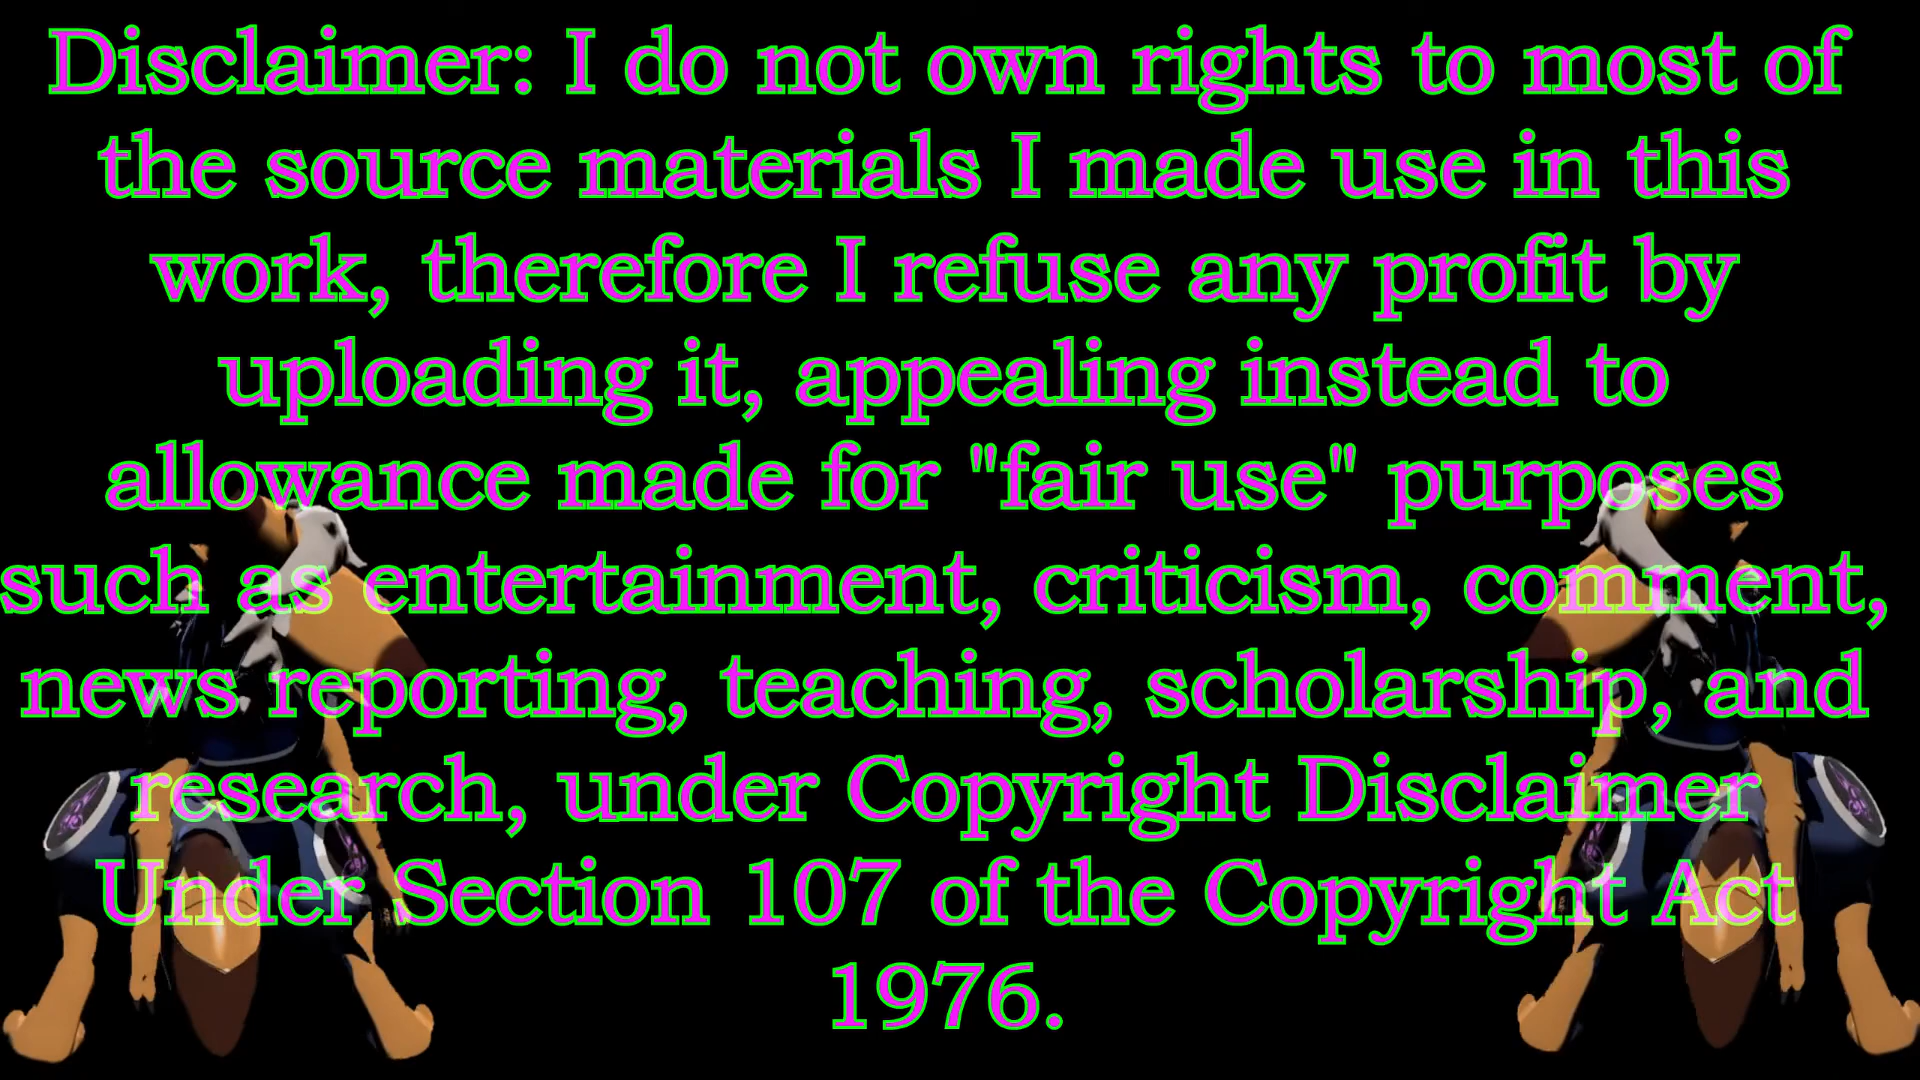 Disclaimer: I do not own rights to most of
the source materials I made use in this
work, therefore I refuse any profit by
uploading it, appealing instead to
allowance made for "fair use" purposes
such as entertainment, criticism, comment,
news reporting, teaching, scholarship, and
research, under Copyright Disclaimer
Under Section 107 of the Copyright Act
1976.